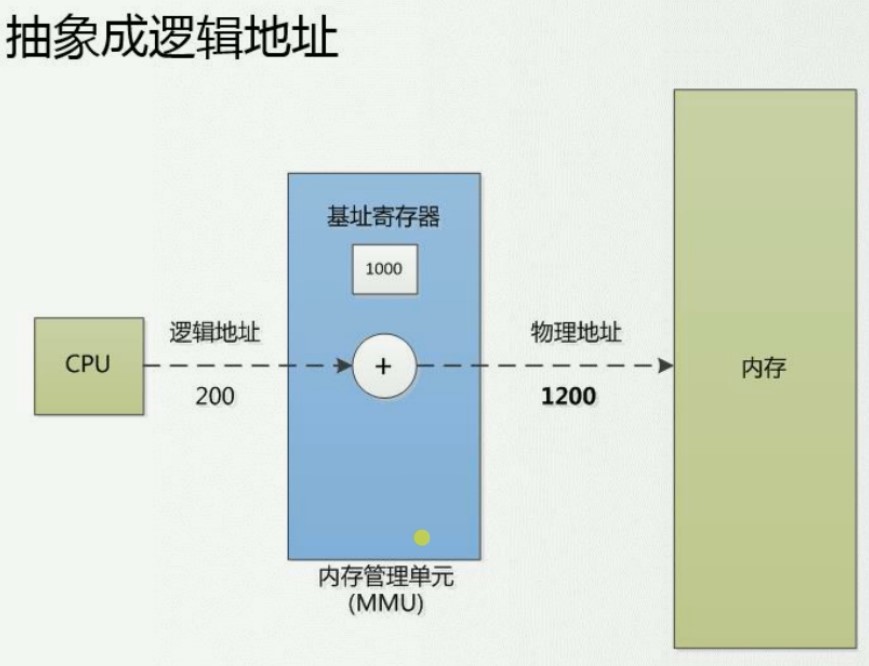 抽象成逻辑地址
基址寄存器
1000
CPU
逻辑地址
200
+
物理地址
1200
内存
内存管理单元
(MMU)